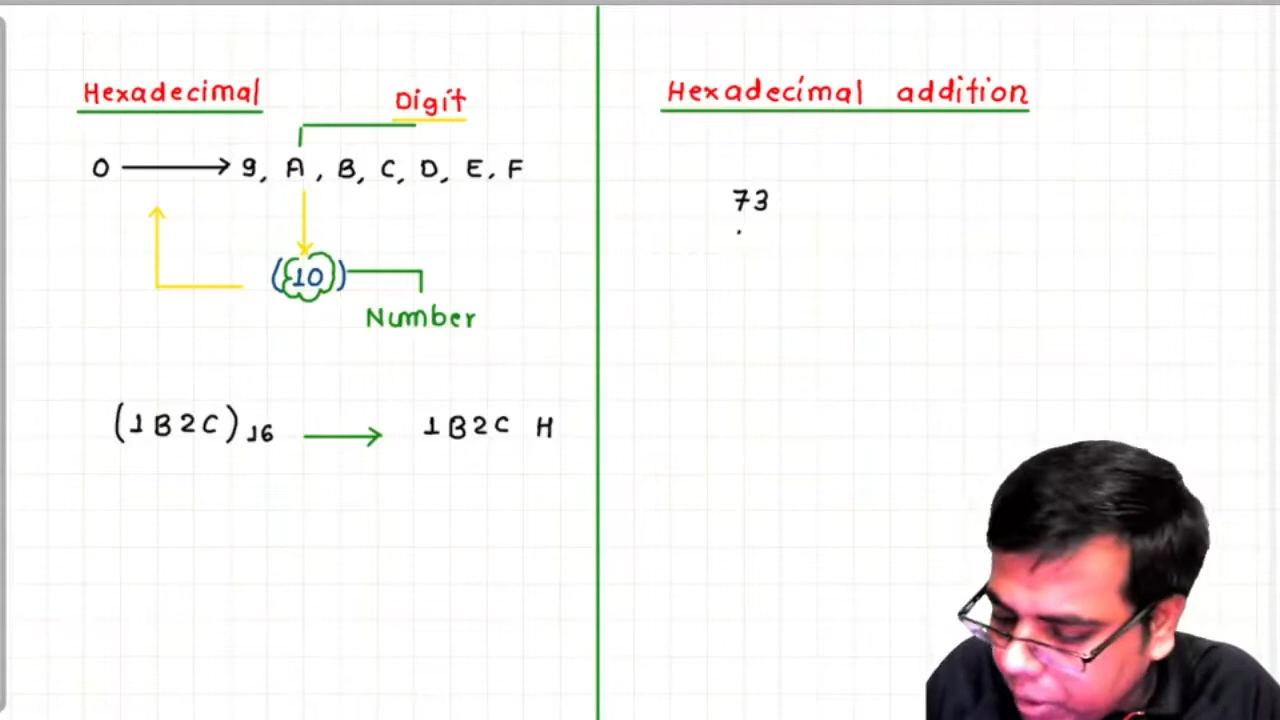 Hexadecimal
Digit
0 → 9, A, B, C, D, E, F
(10)
Number
(1B2C)16 → 1B2C H
Hexadecimal addition
73